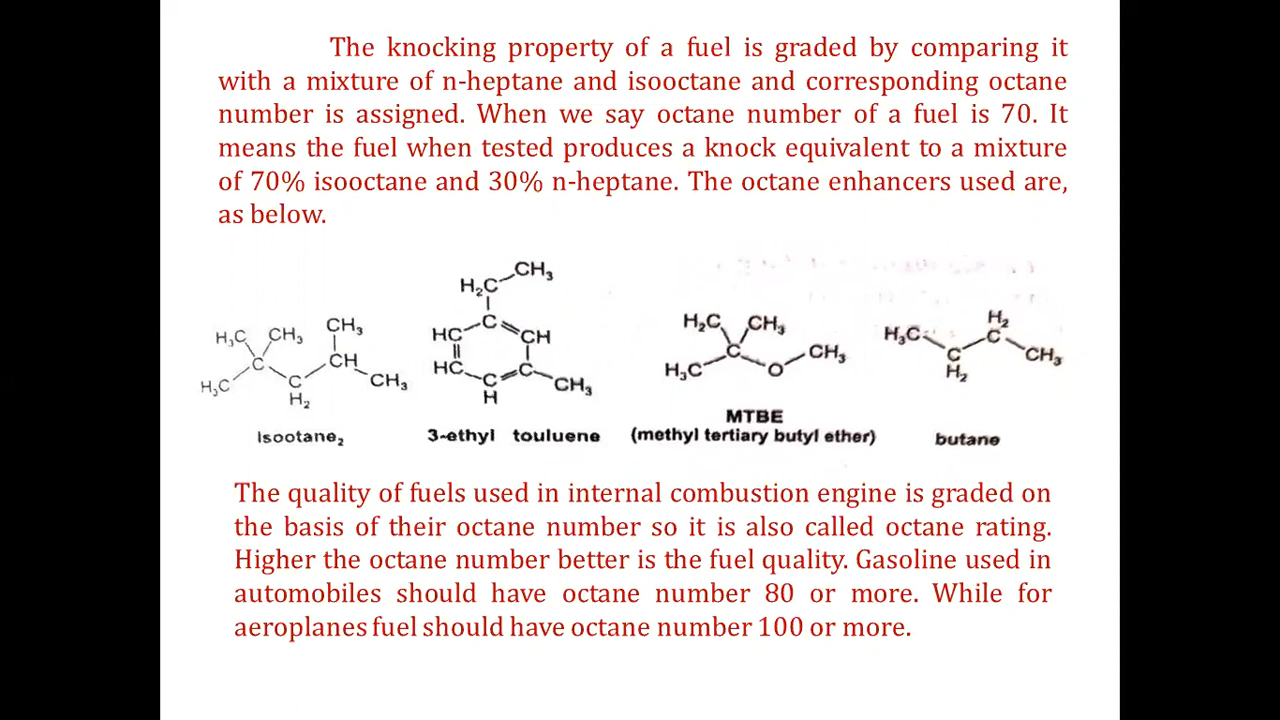 The knocking property of a fuel is graded by comparing it
with a mixture of n-heptane and isooctane and corresponding octane
number is assigned. When we say octane number of a fuel is 70. It
means the fuel when tested produces a knock equivalent to a mixture
of 70% isooctane and 30% n-heptane. The octane enhancers used are,
as below.
H₃C CH₃ CH₃
C CH
H₃C C CH₃
H₂
Isootane₂
CH₃
H₂C
C
HC CH
HC C
C CH₃
H
3-ethyl touluene
H₂C CH₃
C CH₃
H₃C O
MTBE
(methyl tertiary butyl ether)
H₂
H₃C C
C CH₃
H₂
butane
The quality of fuels used in internal combustion engine is graded on
the basis of their octane number so it is also called octane rating.
Higher the octane number better is the fuel quality. Gasoline used in
automobiles should have octane number 80 or more. While for
aeroplanes fuel should have octane number 100 or more.